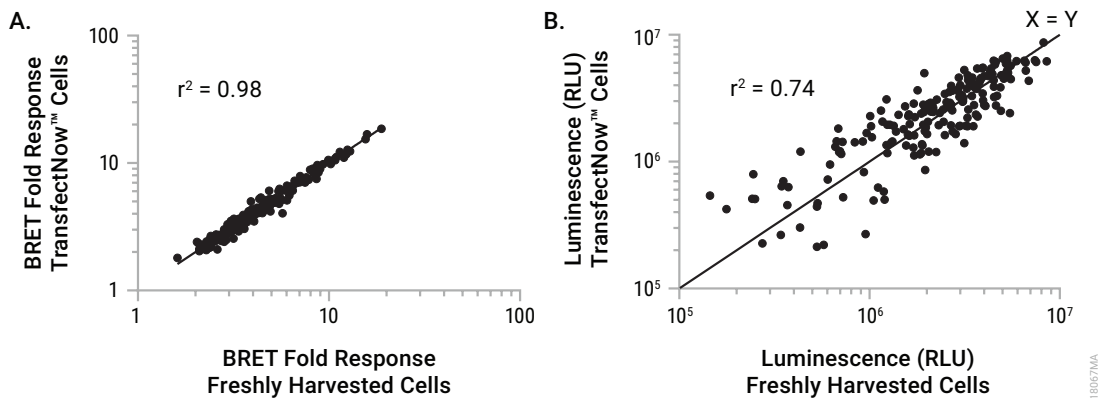 A.
100
10
1
r² = 0.98
BRET Fold Response
TransfectNow™ Cells
1
10
100
BRET Fold Response
Freshly Harvested Cells
B.
X = Y
10⁷
10⁶
10⁵
r² = 0.74
Luminescence (RLU)
TransfectNow™ Cells
10⁵
10⁶
10⁷
Luminescence (RLU)
Freshly Harvested Cells
18067MA